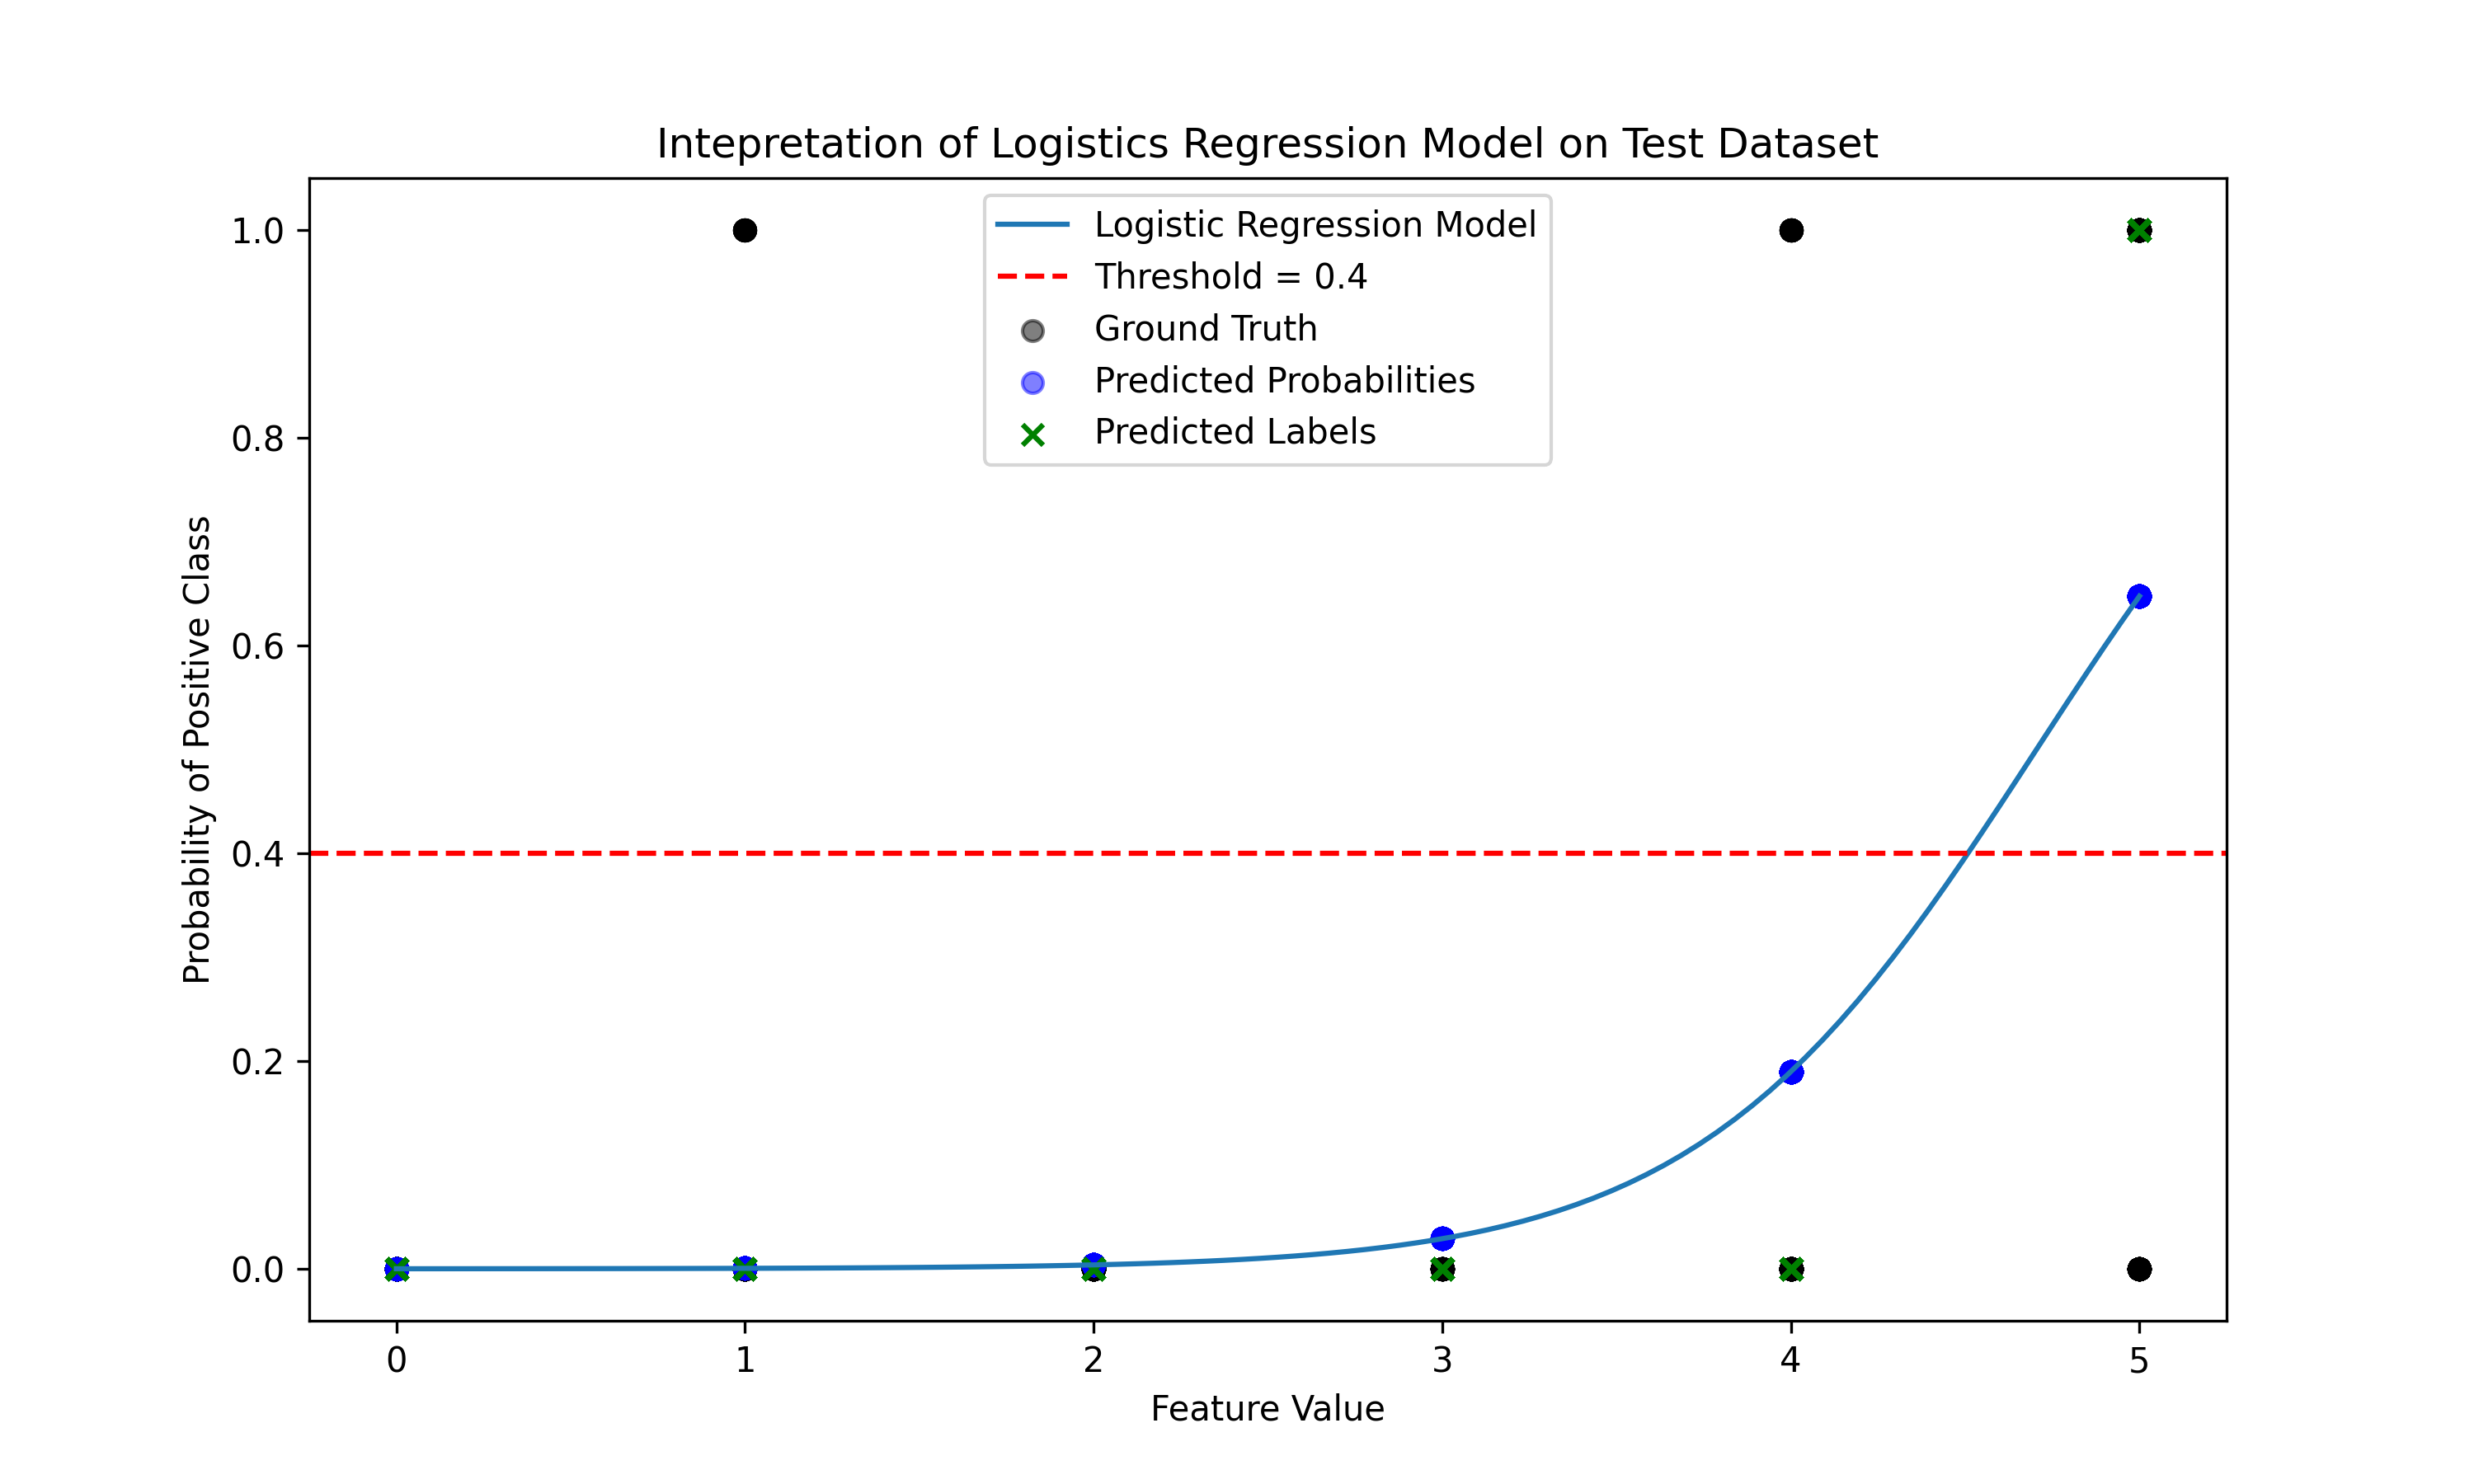 Intepretation of Logistics Regression Model on Test Dataset
Logistic Regression Model
Threshold = 0.4
Ground Truth
Predicted Probabilities
Predicted Labels
Probability of Positive Class
1.0
0.8
0.6
0.4
0.2
0.0
0 1 2 3 4 5
Feature Value